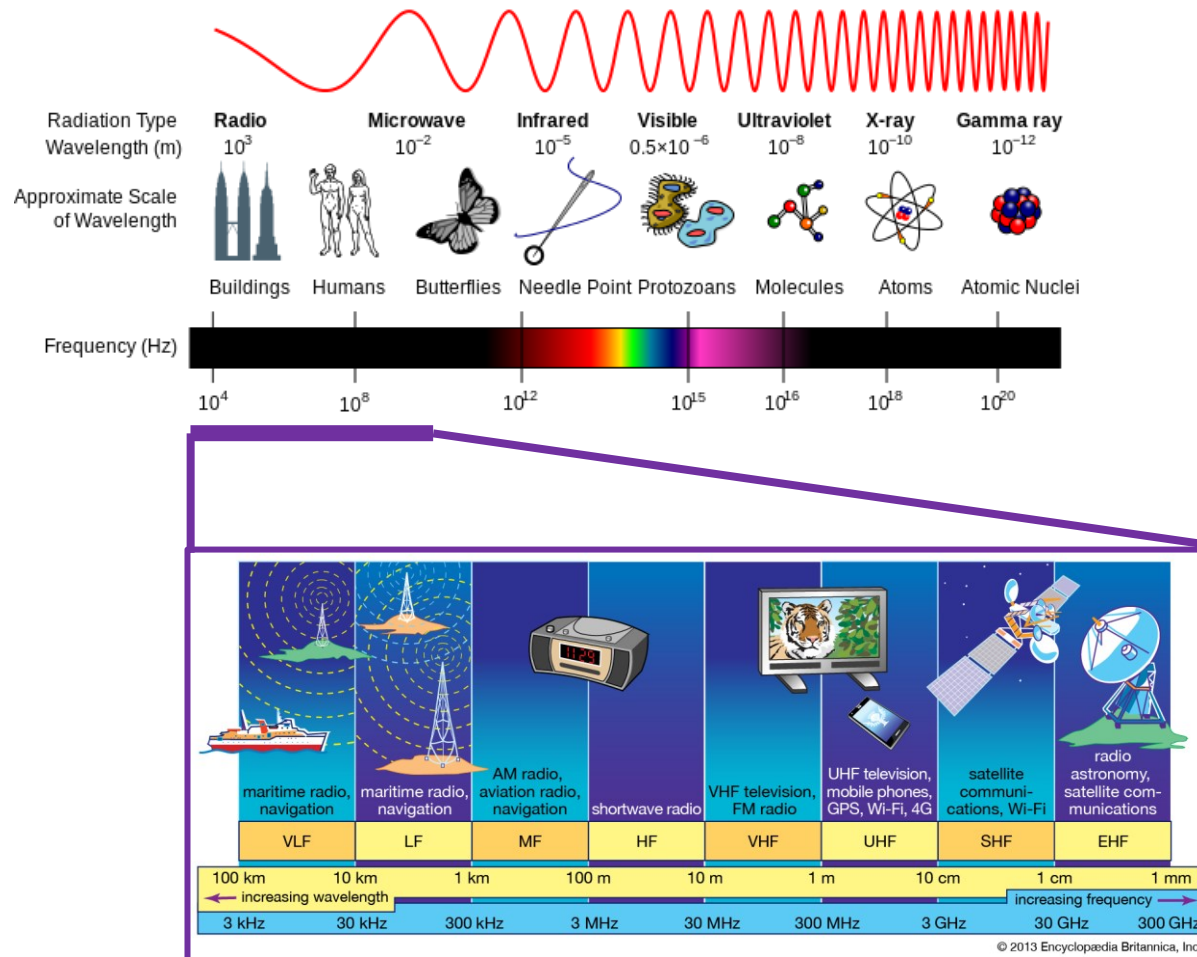 Radiation Type Radio Microwave Infrared Visible Ultraviolet X-ray Gamma ray
Wavelength (m) 10³ 10⁻² 10⁻⁵ 0.5×10⁻⁶ 10⁻⁸ 10⁻¹⁰ 10⁻¹²
Approximate Scale
of Wavelength
Buildings Humans Butterflies Needle Point Protozoans Molecules Atoms Atomic Nuclei
Frequency (Hz)
10⁴ 10⁸ 10¹² 10¹⁵ 10¹⁶ 10¹⁸ 10²⁰
11:29
maritime radio,
navigation
maritime radio,
navigation
AM radio,
aviation radio,
navigation
shortwave radio
VHF television,
FM radio
UHF television,
mobile phones,
GPS, Wi-Fi, 4G
satellite
communi-
cations, Wi-Fi
radio
astronomy,
satellite com-
munications
VLF LF MF HF VHF UHF SHF EHF
100 km 10 km 1 km 100 m 10 m 1 m 10 cm 1 cm 1 mm
increasing wavelength increasing frequency
3 kHz 30 kHz 300 kHz 3 MHz 30 MHz 300 MHz 3 GHz 30 GHz 300 GHz
© 2013 Encyclopædia Britannica, Inc